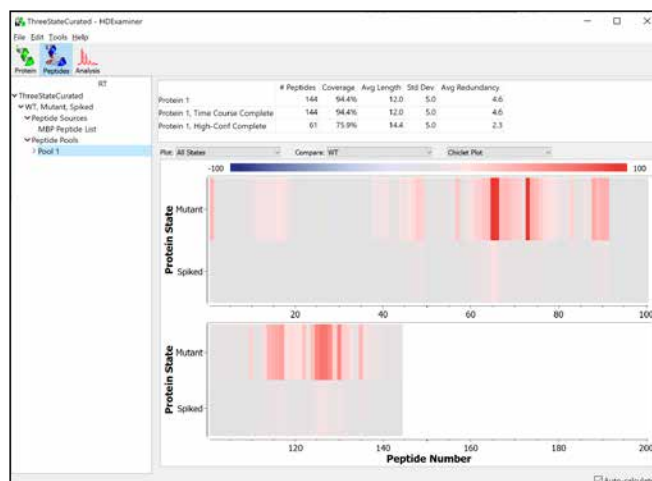 ThreeStateCurated - HDExaminer
File Edit Tools Help
Protein Peptides Analysis
RT
ThreeStateCurated
WT, Mutant, Spiked
Peptide Sources
MBP Peptide List
Peptide Pools
Pool 1
# Peptides Coverage Avg Length Std Dev Avg Redundancy
Protein 1 144 94.4% 12.0 5.0 4.6
Protein 1, Time Course Complete 144 94.4% 12.0 5.0 4.6
Protein 1, High-Conf Complete 61 75.9% 14.4 5.0 2.3
Plot: All States Compare: WT Chiclet Plot
-100 100
Protein State
Mutant
Spiked
20 40 60 80 100
Protein State
Mutant
Spiked
120 140 160 180 200
Peptide Number
Auto-calculate